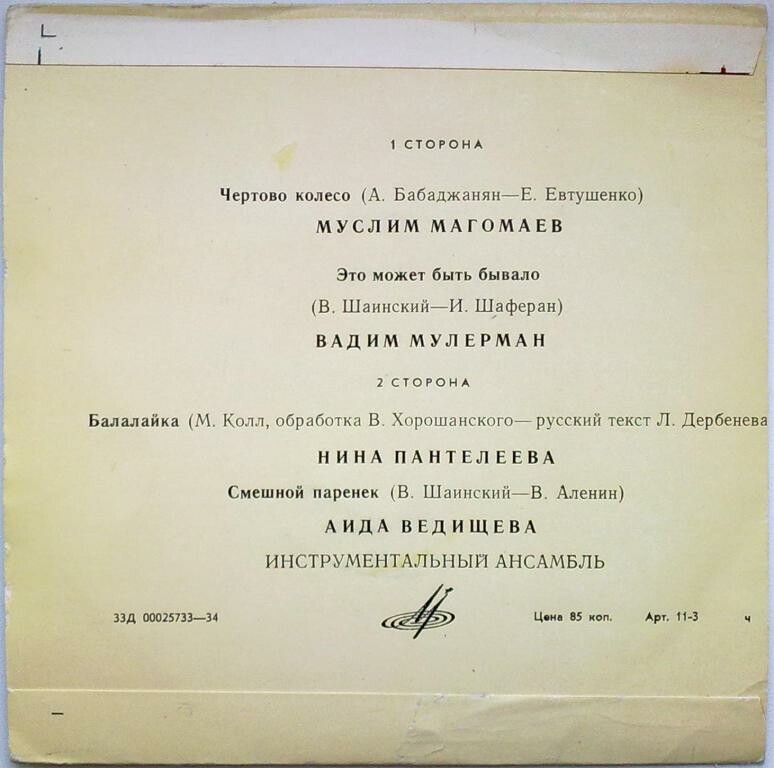 1 СТОРОНА
Чертово колесо (А. Бабаджанян—Е. Евтушенко)
МУСЛИМ МАГОМАЕВ
Это может быть бывало
(В. Шаинский—И. Шаферан)
ВАДИМ МУЛЕРМАН
2 СТОРОНА
Балалайка (М. Колл, обработка В. Хорошанского—русский текст Л. Дербенева
НИНА ПАНТЕЛЕЕВА
Смешной паренек (В. Шаинский—В. Аленин)
АИДА ВЕДИЩЕВА
ИНСТРУМЕНТАЛЬНЫЙ АНСАМБЛЬ
33Д 00025733—34 Цена 85 коп. Арт. 11-3 ч